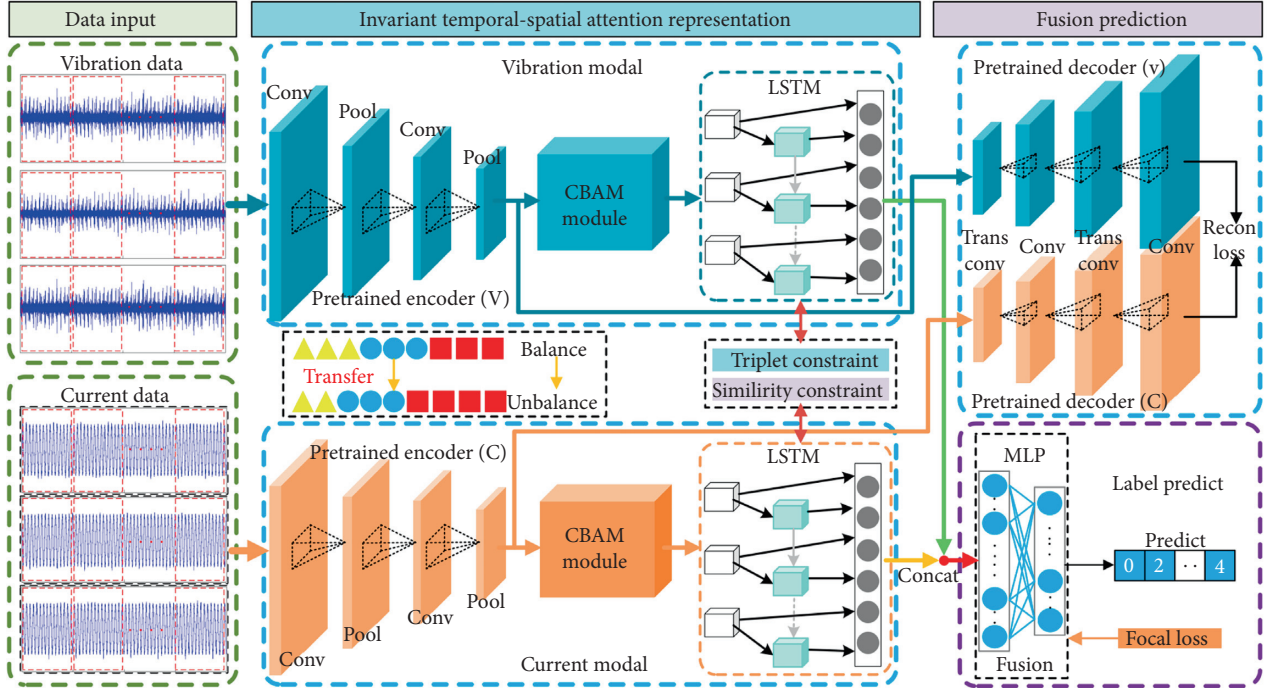 Data input
Invariant temporal-spatial attention representation
Fusion prediction
Vibration data
Vibration modal
Conv
Pool
Conv
Pool
CBAM
module
LSTM
Pretrained encoder (V)
Pretrained decoder (v)
Trans
conv
Conv
Trans
conv
Conv
Recon
loss
Pretrained decoder (C)
Balance
Transfer
Unbalance
Triplet constraint
Similirity constraint
Current data
Pretrained encoder (C)
Conv
Pool
Conv
Pool
CBAM
module
LSTM
Current modal
Concat
MLP
Fusion
Label predict
Predict
0 2 ·· 4
Focal loss